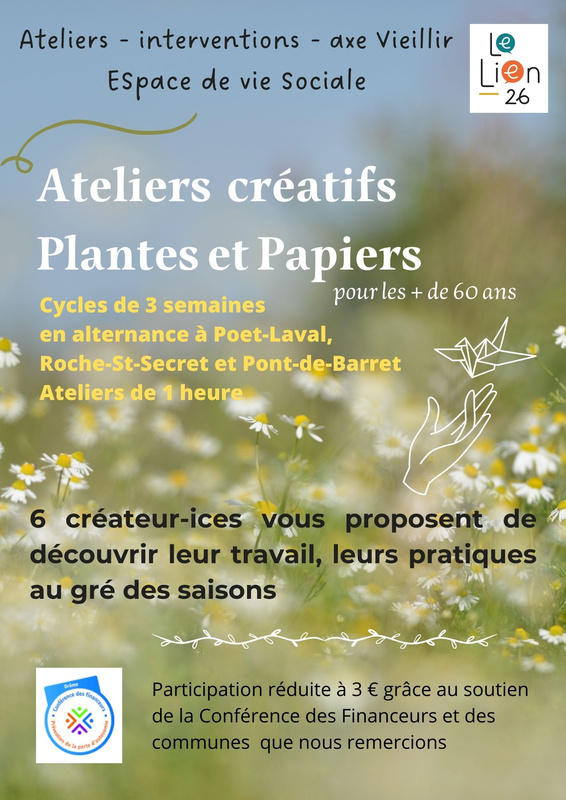 Ateliers - interventions - axe Vieillir
ESpace de vie Sociale
Le
Lien
26
Ateliers créatifs
Plantes et Papiers
pour les + de 60 ans
Cycles de 3 semaines
en alternance à Poet-Laval,
Roche-St-Secret et Pont-de-Barret
Ateliers de 1 heure
6 créateur-ices vous proposent de
découvrir leur travail, leurs pratiques
au gré des saisons
Drôme
Conférence des financeurs
Prévention de la perte d'autonomie
Participation réduite à 3 € grâce au soutien
de la Conférence des Financeurs et des
communes que nous remercions